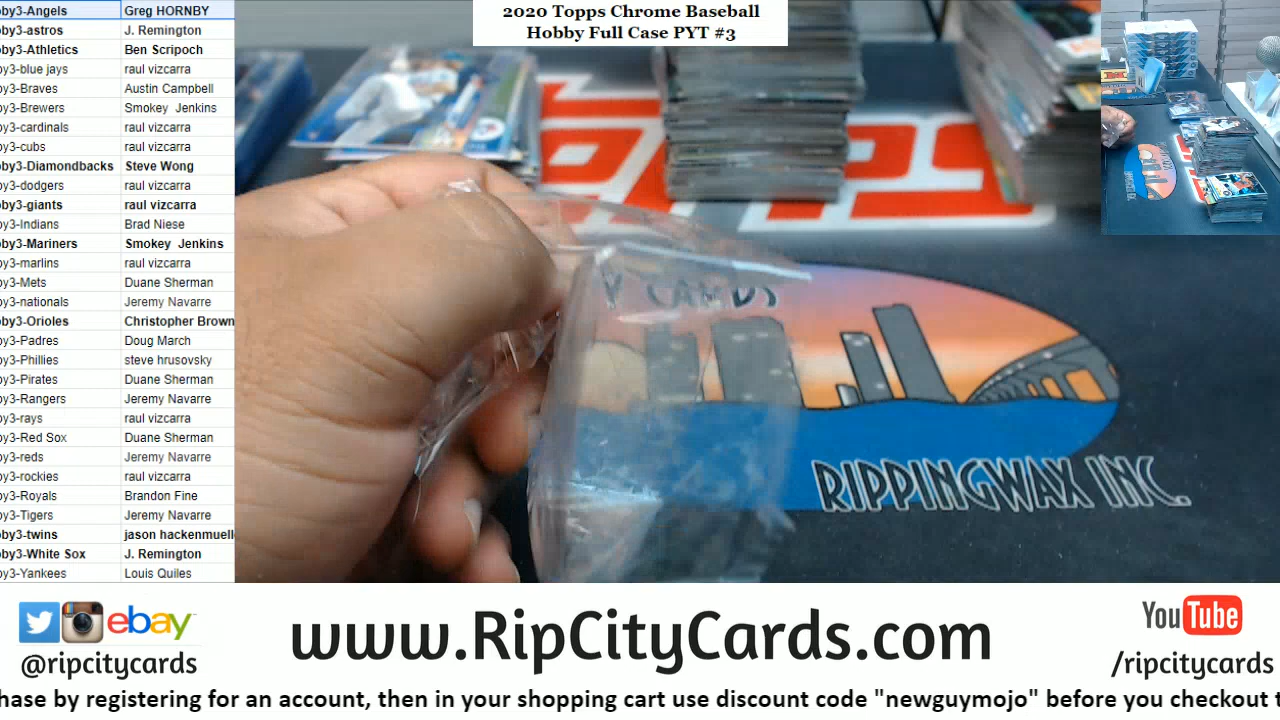 by3-Angels Greg HORNBY
by3-astros J. Remington
by3-Athletics Ben Scripoch
by3-blue jays raul vizcarra
by3-Braves Austin Campbell
by3-Brewers Smokey Jenkins
by3-cardinals raul vizcarra
by3-cubs raul vizcarra
by3-Diamondbacks Steve Wong
by3-dodgers raul vizcarra
by3-giants raul vizcarra
by3-Indians Brad Niese
by3-Mariners Smokey Jenkins
by3-marlins raul vizcarra
by3-Mets Duane Sherman
by3-nationals Jeremy Navarre
by3-Orioles Christopher Brown
by3-Padres Doug March
by3-Phillies steve hrusovsky
by3-Pirates Duane Sherman
by3-Rangers Jeremy Navarre
by3-rays raul vizcarra
by3-Red Sox Duane Sherman
by3-reds Jeremy Navarre
by3-rockies raul vizcarra
by3-Royals Brandon Fine
by3-Tigers Jeremy Navarre
by3-twins jason hackenmuell
by3-White Sox J. Remington
by3-Yankees Louis Quiles
2020 Topps Chrome Baseball
Hobby Full Case PYT #3
CARDS
RIPPINGWAX INC.
ebay
@ripcitycards
www.RipCityCards.com
YouTube
/ripcitycards
hase by registering for an account, then in your shopping cart use discount code "newguymojo" before you checkout t